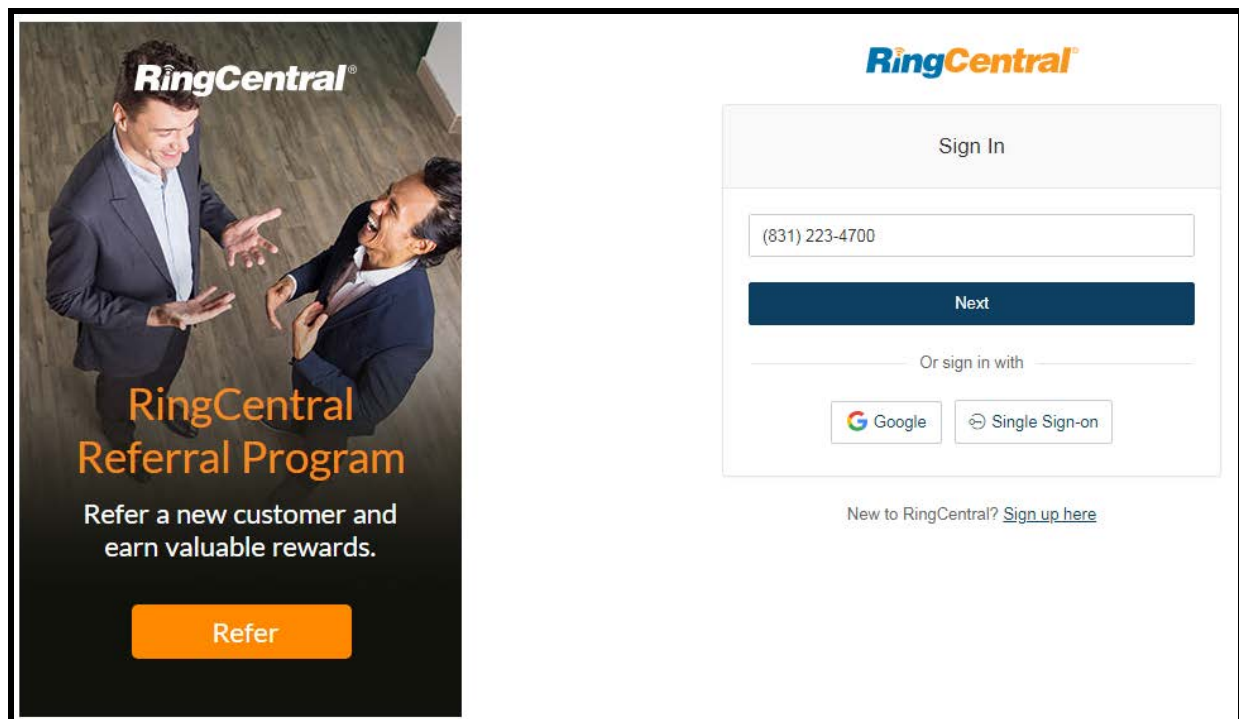 RingCentral®
RingCentral
Referral Program
Refer a new customer and
earn valuable rewards.
Refer
RingCentral®
Sign In
(831) 223-4700
Next
Or sign in with
Google
Single Sign-on
New to RingCentral? Sign up here